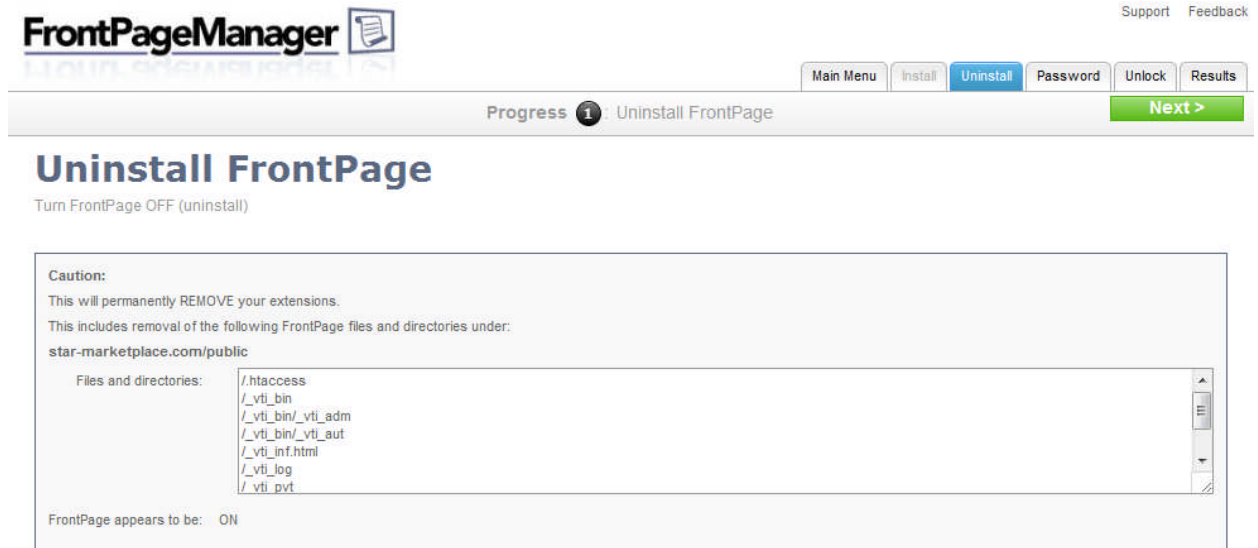 Support Feedback
FrontPageManager
Main Menu Install Uninstall Password Unlock Results
Progress 1 : Uninstall FrontPage
Next >
Uninstall FrontPage
Turn FrontPage OFF (uninstall)
Caution:
This will permanently REMOVE your extensions.
This includes removal of the following FrontPage files and directories under:
star-marketplace.com/public
Files and directories:
/.htaccess
/_vti_bin
/_vti_bin/_vti_adm
/_vti_bin/_vti_aut
/_vti_inf.html
/_vti_log
/_vti_pvt
FrontPage appears to be: ON